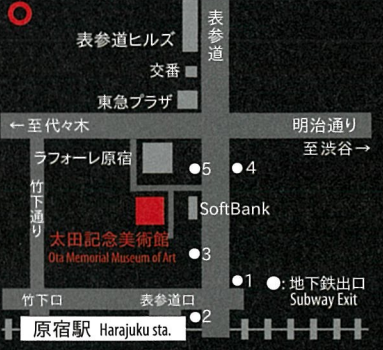 表参道ヒルズ
表参道
交番
東急プラザ
←至代々木
明治通り
至渋谷→
ラフォーレ原宿
5
4
竹下通り
SoftBank
太田記念美術館
Ota Memorial Museum of Art
3
1
●:地下鉄出口
Subway Exit
竹下口
表参道口
2
原宿駅 Harajuku sta.